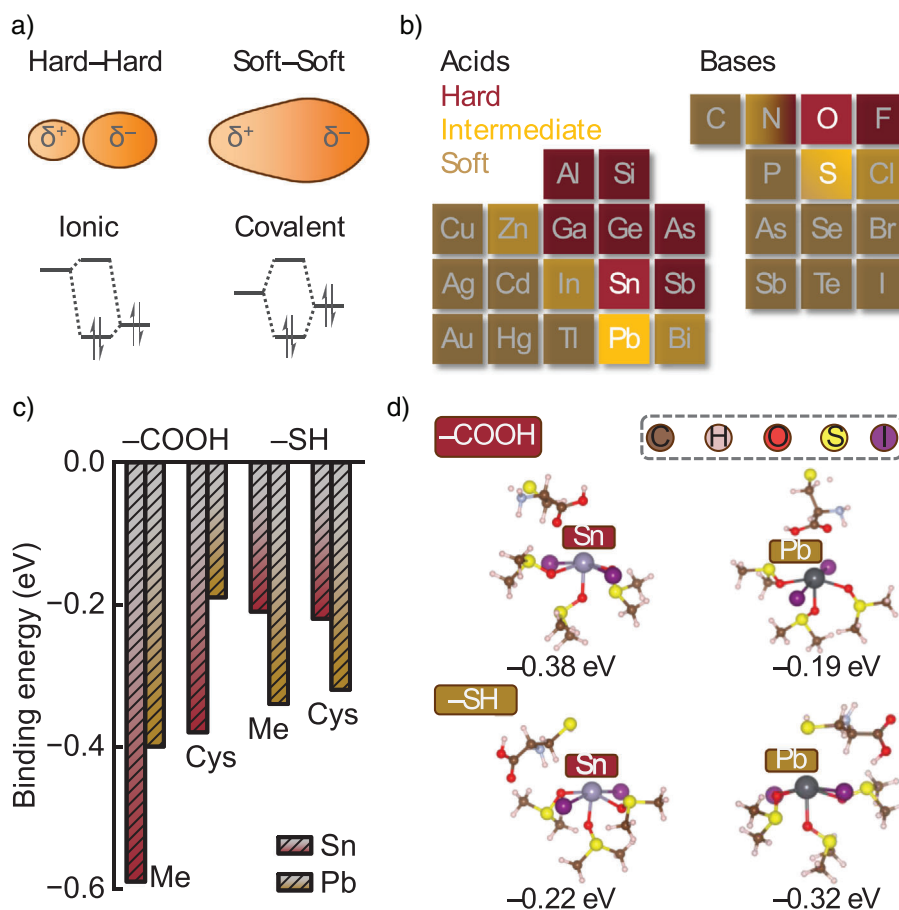 a)
Hard–Hard
Soft–Soft
δ+
δ−
δ+
δ−
Ionic
Covalent
b)
Acids
Bases
Hard
Intermediate
Soft
C N O F
Al Si P S Cl
Cu Zn Ga Ge As As Se Br
Ag Cd In Sn Sb Sb Te I
Au Hg Tl Pb Bi
c)
–COOH
–SH
Binding energy (eV)
0.0
−0.2
−0.4
−0.6
Me
Cys
Me
Cys
Sn
Pb
d)
–COOH
C H O S I
Sn
Pb
−0.38 eV
−0.19 eV
–SH
Sn
Pb
−0.22 eV
−0.32 eV